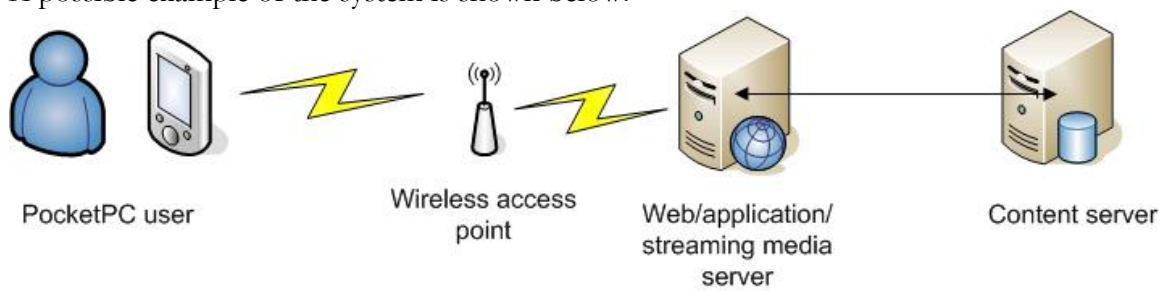 A possible example of the system is shown below:
PocketPC user
Wireless access
point
Web/application/
streaming media
server
Content server